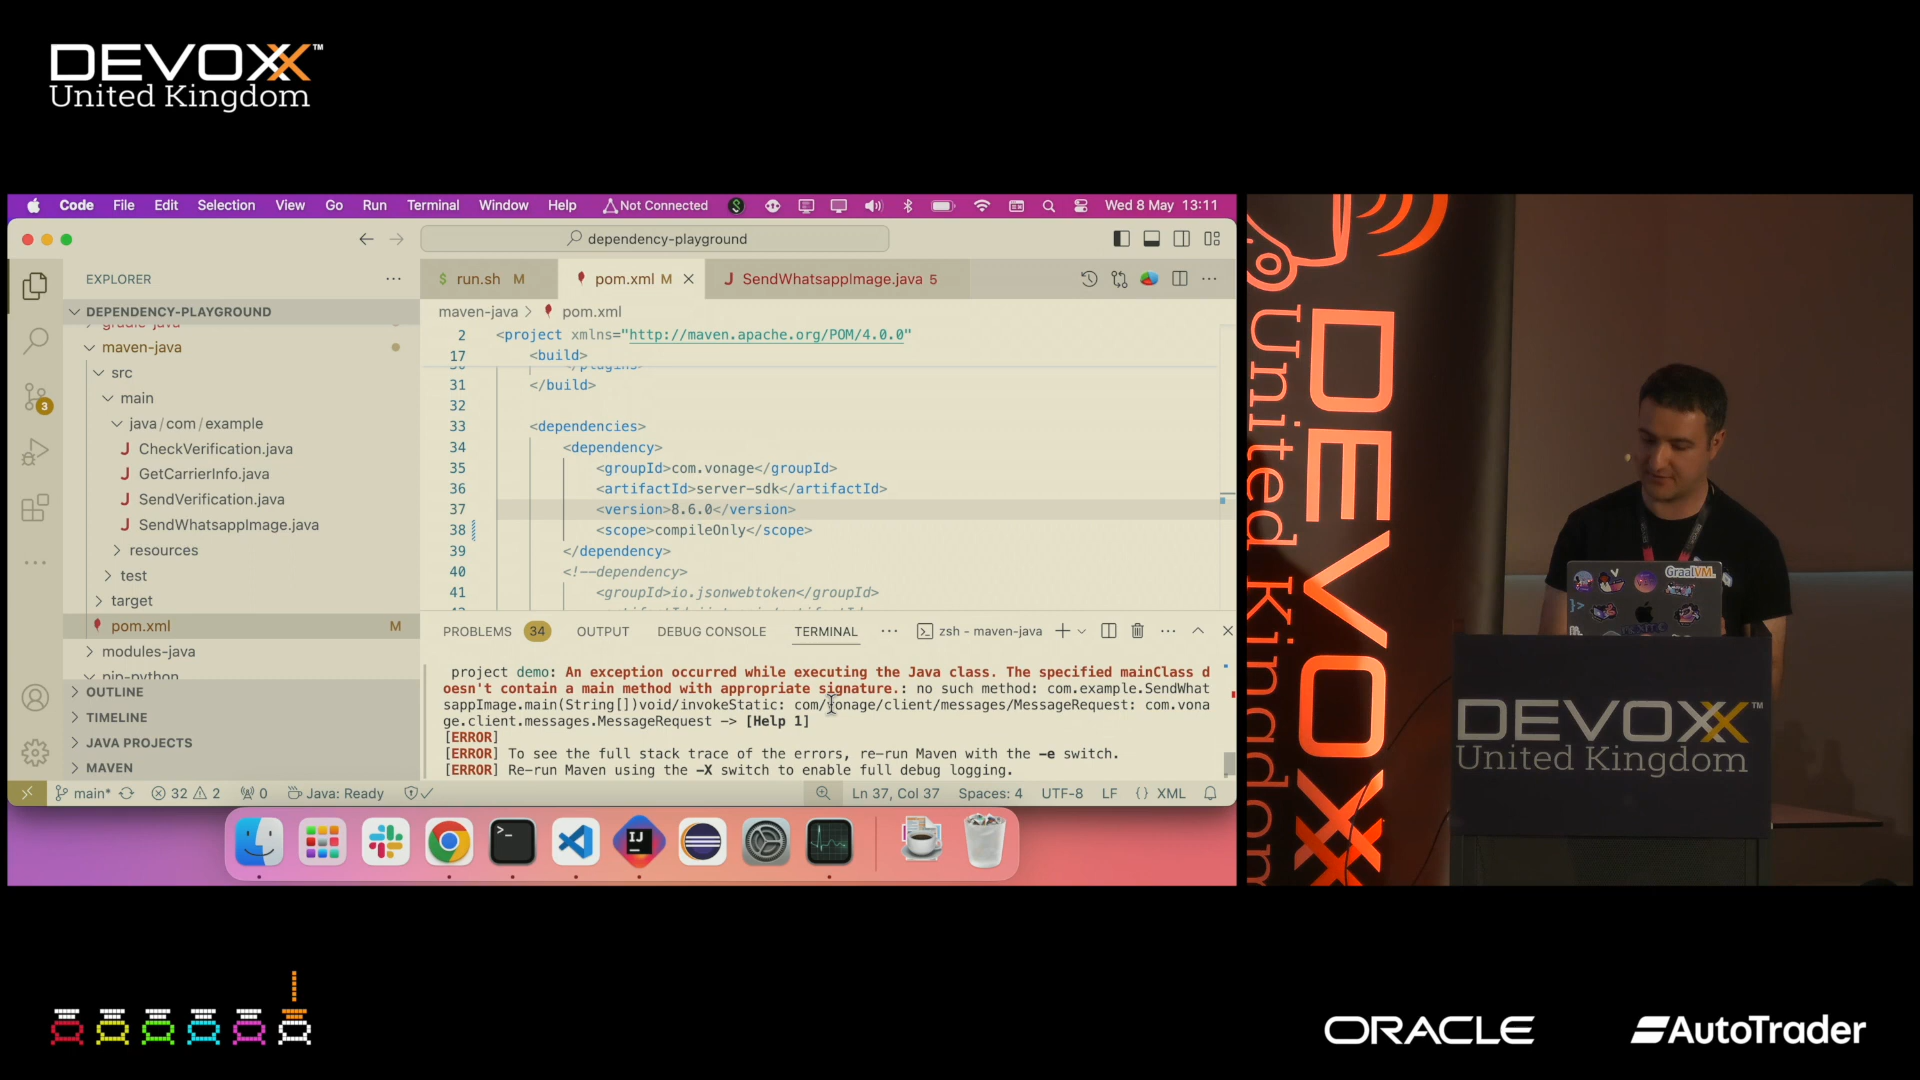 DEVOXX™
United Kingdom
Code File Edit Selection View Go Run Terminal Window Help Not Connected Wed 8 May 13:11
dependency-playground
EXPLORER
DEPENDENCY-PLAYGROUND
gradle-java
maven-java
src
main
java/com/example
CheckVerification.java
GetCarrierInfo.java
SendVerification.java
SendWhatsappImage.java
resources
test
target
pom.xml M
modules-java
pip-python
OUTLINE
TIMELINE
JAVA PROJECTS
MAVEN
$ run.sh M
pom.xml M
SendWhatsappImage.java 5
maven-java > pom.xml
2 <project xmlns="http://maven.apache.org/POM/4.0.0"
17 <build>
30 </plugins>
31 </build>
32
33 <dependencies>
34 <dependency>
35 <groupId>com.vonage</groupId>
36 <artifactId>server-sdk</artifactId>
37 <version>8.6.0</version>
38 <scope>compileOnly</scope>
39 </dependency>
40 <!--dependency>
41 <groupId>io.jsonwebtoken</groupId>
PROBLEMS 34 OUTPUT DEBUG CONSOLE TERMINAL zsh - maven-java
project demo: An exception occurred while executing the Java class. The specified mainClass d
oesn't contain a main method with appropriate signature.: no such method: com.example.SendWhat
sappImage.main(String[])void/invokeStatic: com/vonage/client/messages/MessageRequest: com.vona
ge.client.messages.MessageRequest -> [Help 1]
[ERROR]
[ERROR] To see the full stack trace of the errors, re-run Maven with the -e switch.
[ERROR] Re-run Maven using the -X switch to enable full debug logging.
3
main* 32 2 0 Java: Ready Ln 37, Col 37 Spaces: 4 UTF-8 LF {} XML
IJ
DEVOXX
United Kingdom
GraalVM
DEVOXX™
United Kingdom
ORACLE
AutoTrader